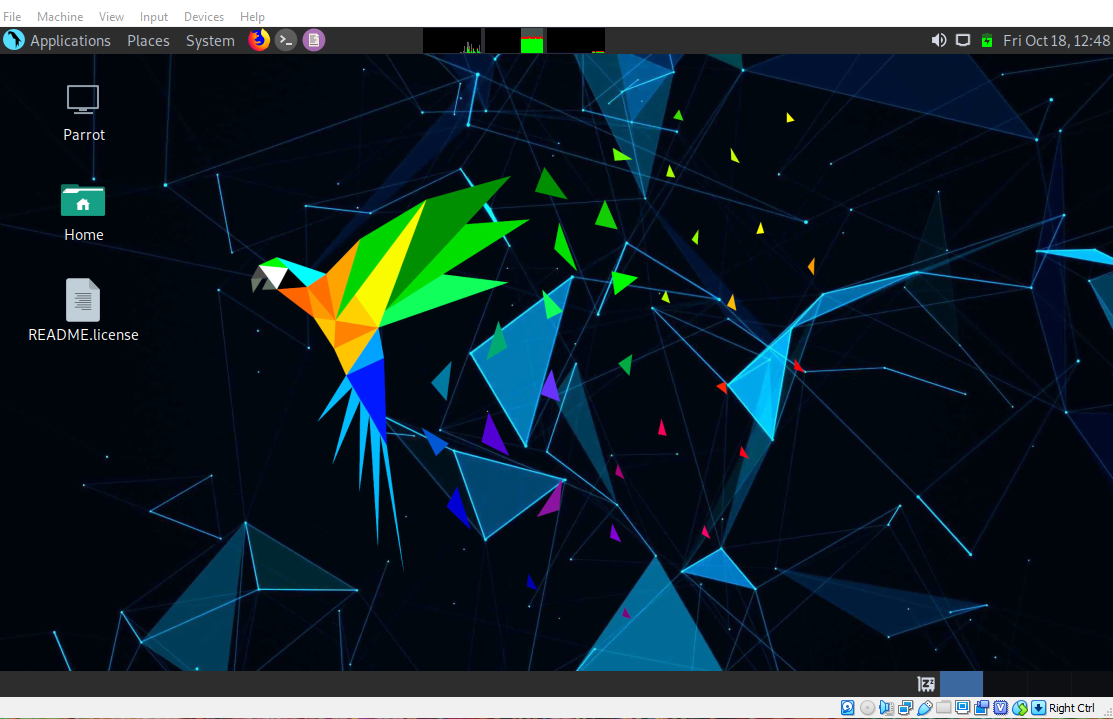 File Machine View Input Devices Help
Applications Places System Fri Oct 18, 12:48
Parrot
Home
README.license
Right Ctrl